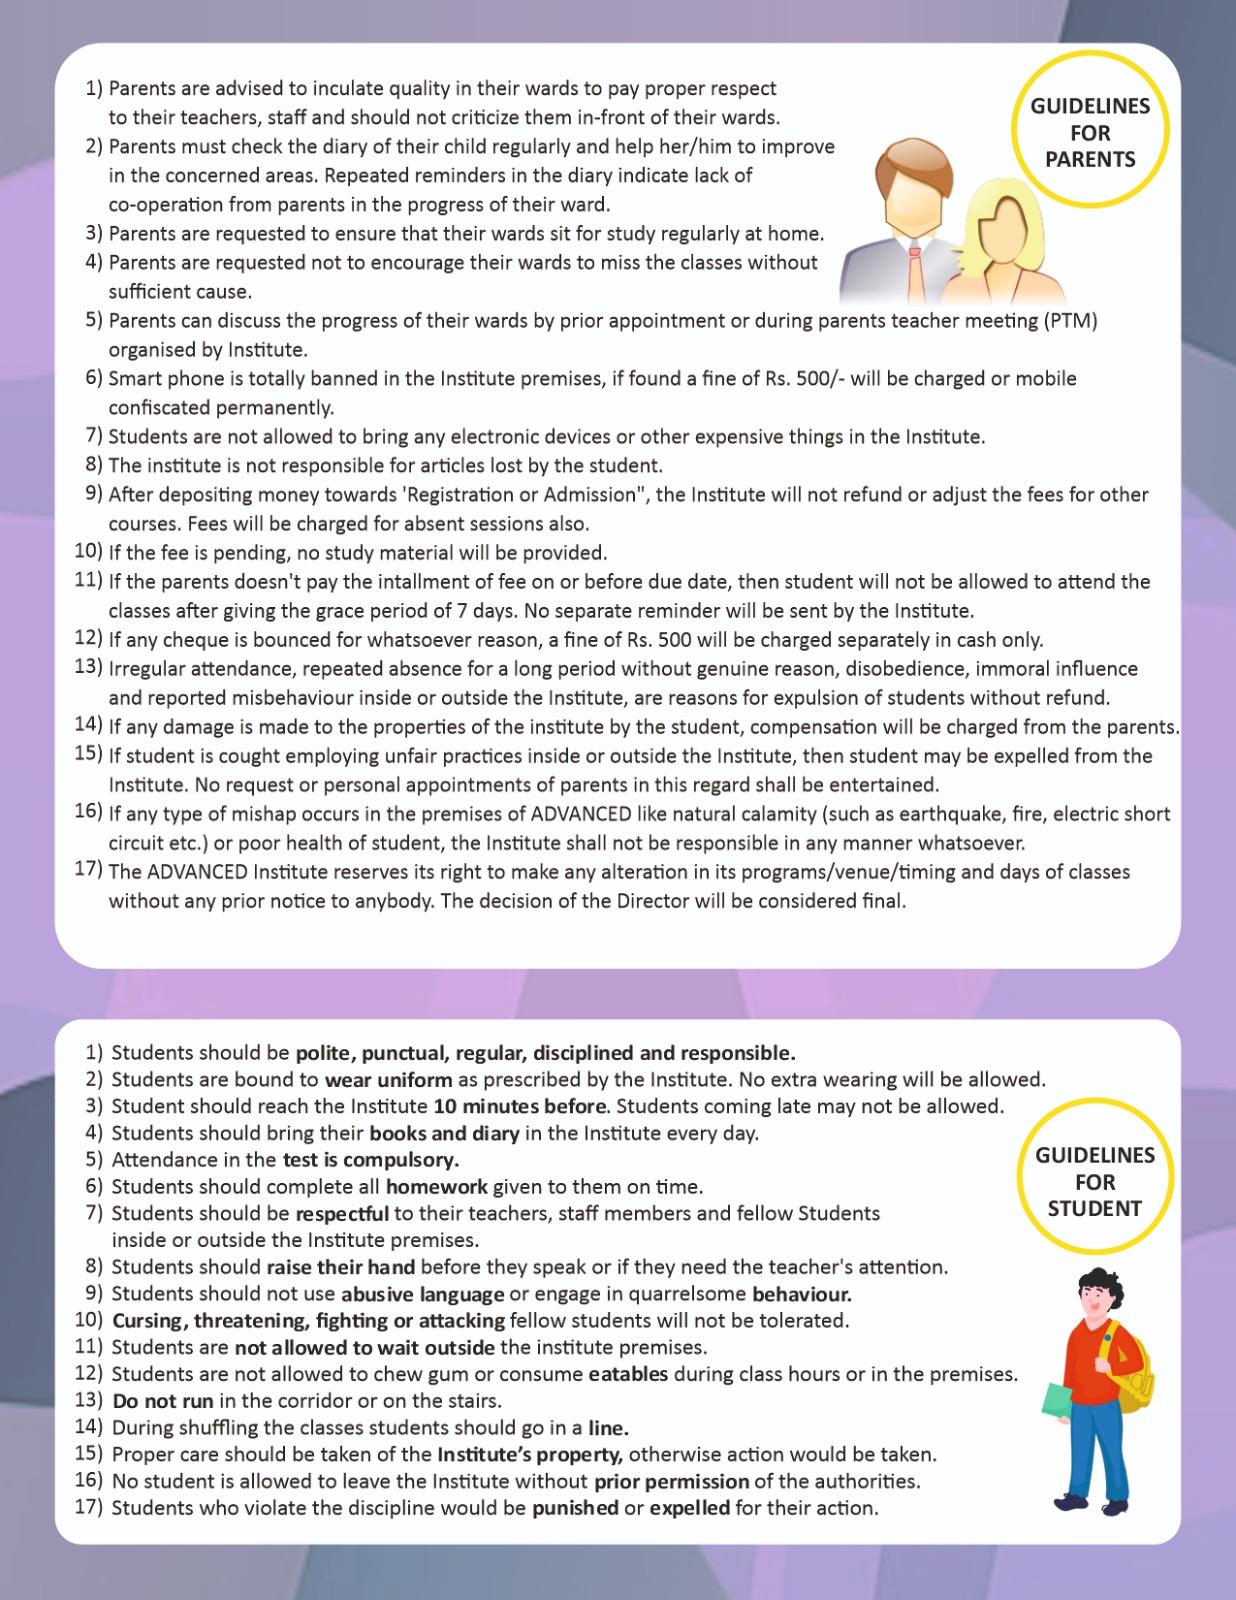 GUIDELINES
FOR
PARENTS
1) Parents are advised to inculate quality in their wards to pay proper respect
to their teachers, staff and should not criticize them in-front of their wards.
2) Parents must check the diary of their child regularly and help her/him to improve
in the concerned areas. Repeated reminders in the diary indicate lack of
co-operation from parents in the progress of their ward.
3) Parents are requested to ensure that their wards sit for study regularly at home.
4) Parents are requested not to encourage their wards to miss the classes without
sufficient cause.
5) Parents can discuss the progress of their wards by prior appointment or during parents teacher meeting (PTM)
organised by Institute.
6) Smart phone is totally banned in the Institute premises, if found a fine of Rs. 500/- will be charged or mobile
confiscated permanently.
7) Students are not allowed to bring any electronic devices or other expensive things in the Institute.
8) The institute is not responsible for articles lost by the student.
9) After depositing money towards 'Registration or Admission", the Institute will not refund or adjust the fees for other
courses. Fees will be charged for absent sessions also.
10) If the fee is pending, no study material will be provided.
11) If the parents doesn't pay the intallment of fee on or before due date, then student will not be allowed to attend the
classes after giving the grace period of 7 days. No separate reminder will be sent by the Institute.
12) If any cheque is bounced for whatsoever reason, a fine of Rs. 500 will be charged separately in cash only.
13) Irregular attendance, repeated absence for a long period without genuine reason, disobedience, immoral influence
and reported misbehaviour inside or outside the Institute, are reasons for expulsion of students without refund.
14) If any damage is made to the properties of the institute by the student, compensation will be charged from the parents.
15) If student is cought employing unfair practices inside or outside the Institute, then student may be expelled from the
Institute. No request or personal appointments of parents in this regard shall be entertained.
16) If any type of mishap occurs in the premises of ADVANCED like natural calamity (such as earthquake, fire, electric short
circuit etc.) or poor health of student, the Institute shall not be responsible in any manner whatsoever.
17) The ADVANCED Institute reserves its right to make any alteration in its programs/venue/timing and days of classes
without any prior notice to anybody. The decision of the Director will be considered final.
GUIDELINES
FOR
STUDENT
1) Students should be polite, punctual, regular, disciplined and responsible.
2) Students are bound to wear uniform as prescribed by the Institute. No extra wearing will be allowed.
3) Student should reach the Institute 10 minutes before. Students coming late may not be allowed.
4) Students should bring their books and diary in the Institute every day.
5) Attendance in the test is compulsory.
6) Students should complete all homework given to them on time.
7) Students should be respectful to their teachers, staff members and fellow Students
inside or outside the Institute premises.
8) Students should raise their hand before they speak or if they need the teacher's attention.
9) Students should not use abusive language or engage in quarrelsome behaviour.
10) Cursing, threatening, fighting or attacking fellow students will not be tolerated.
11) Students are not allowed to wait outside the institute premises.
12) Students are not allowed to chew gum or consume eatables during class hours or in the premises.
13) Do not run in the corridor or on the stairs.
14) During shuffling the classes students should go in a line.
15) Proper care should be taken of the Institute’s property, otherwise action would be taken.
16) No student is allowed to leave the Institute without prior permission of the authorities.
17) Students who violate the discipline would be punished or expelled for their action.